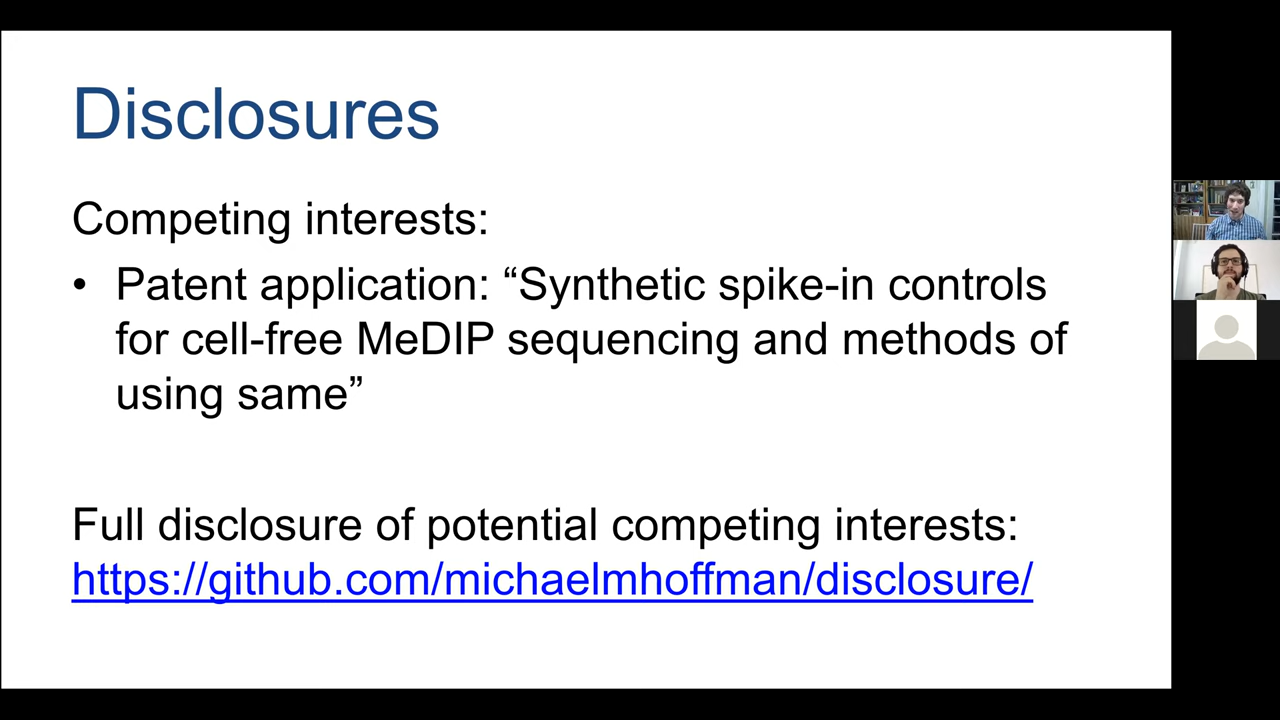 Disclosures
Competing interests:
• Patent application: “Synthetic spike-in controls
for cell-free MeDIP sequencing and methods of
using same”
Full disclosure of potential competing interests:
https://github.com/michaelmhoffman/disclosure/